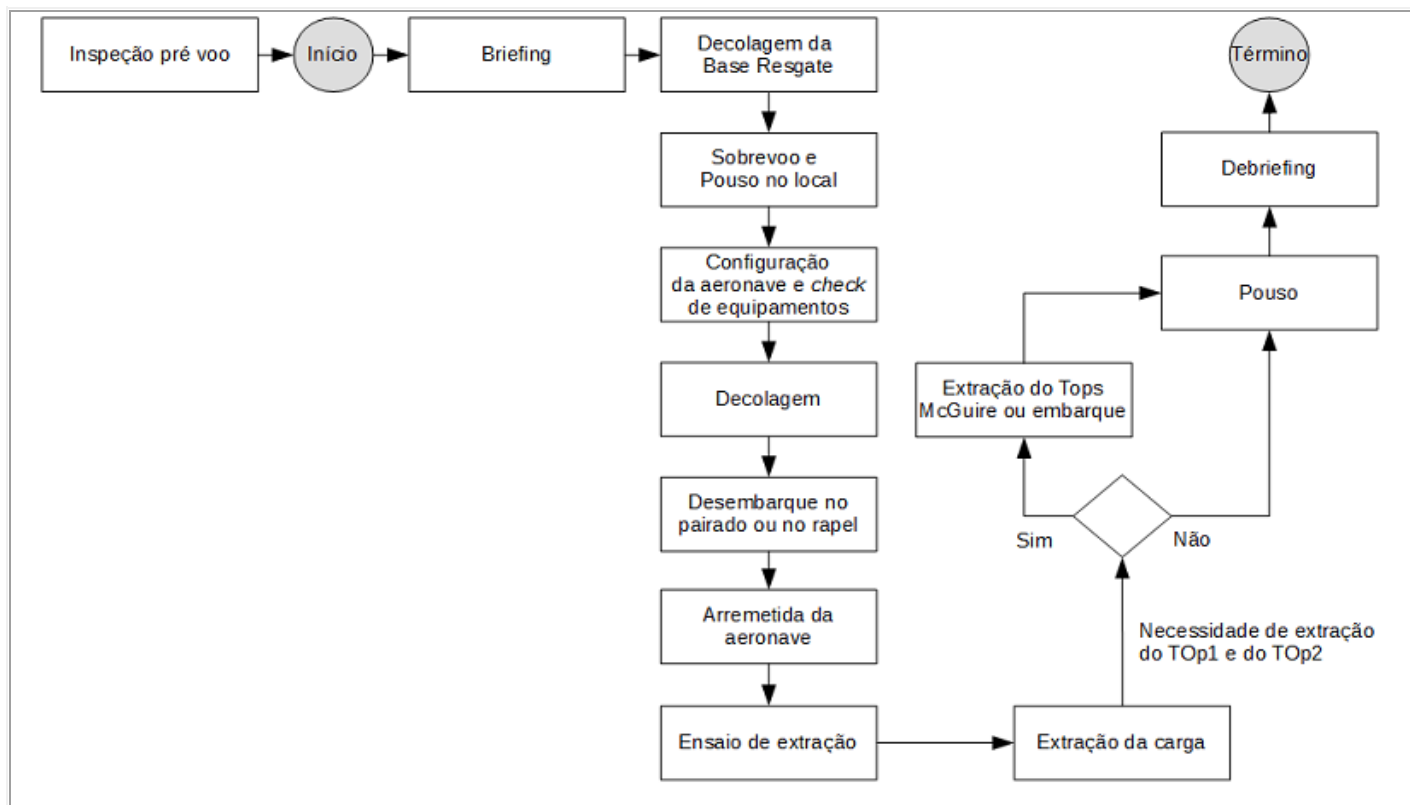 Inspeção pré voo
Início
Briefing
Decolagem da
Base Resgate
Sobrevoo e
Pouso no local
Configuração
da aeronave e check
de equipamentos
Decolagem
Desembarque no
pairado ou no rapel
Arremetida da
aeronave
Ensaio de extração
Extração da carga
Necessidade de extração
do TOp1 e do TOp2
Sim
Não
Extração do Tops
McGuire ou embarque
Pouso
Debriefing
Término